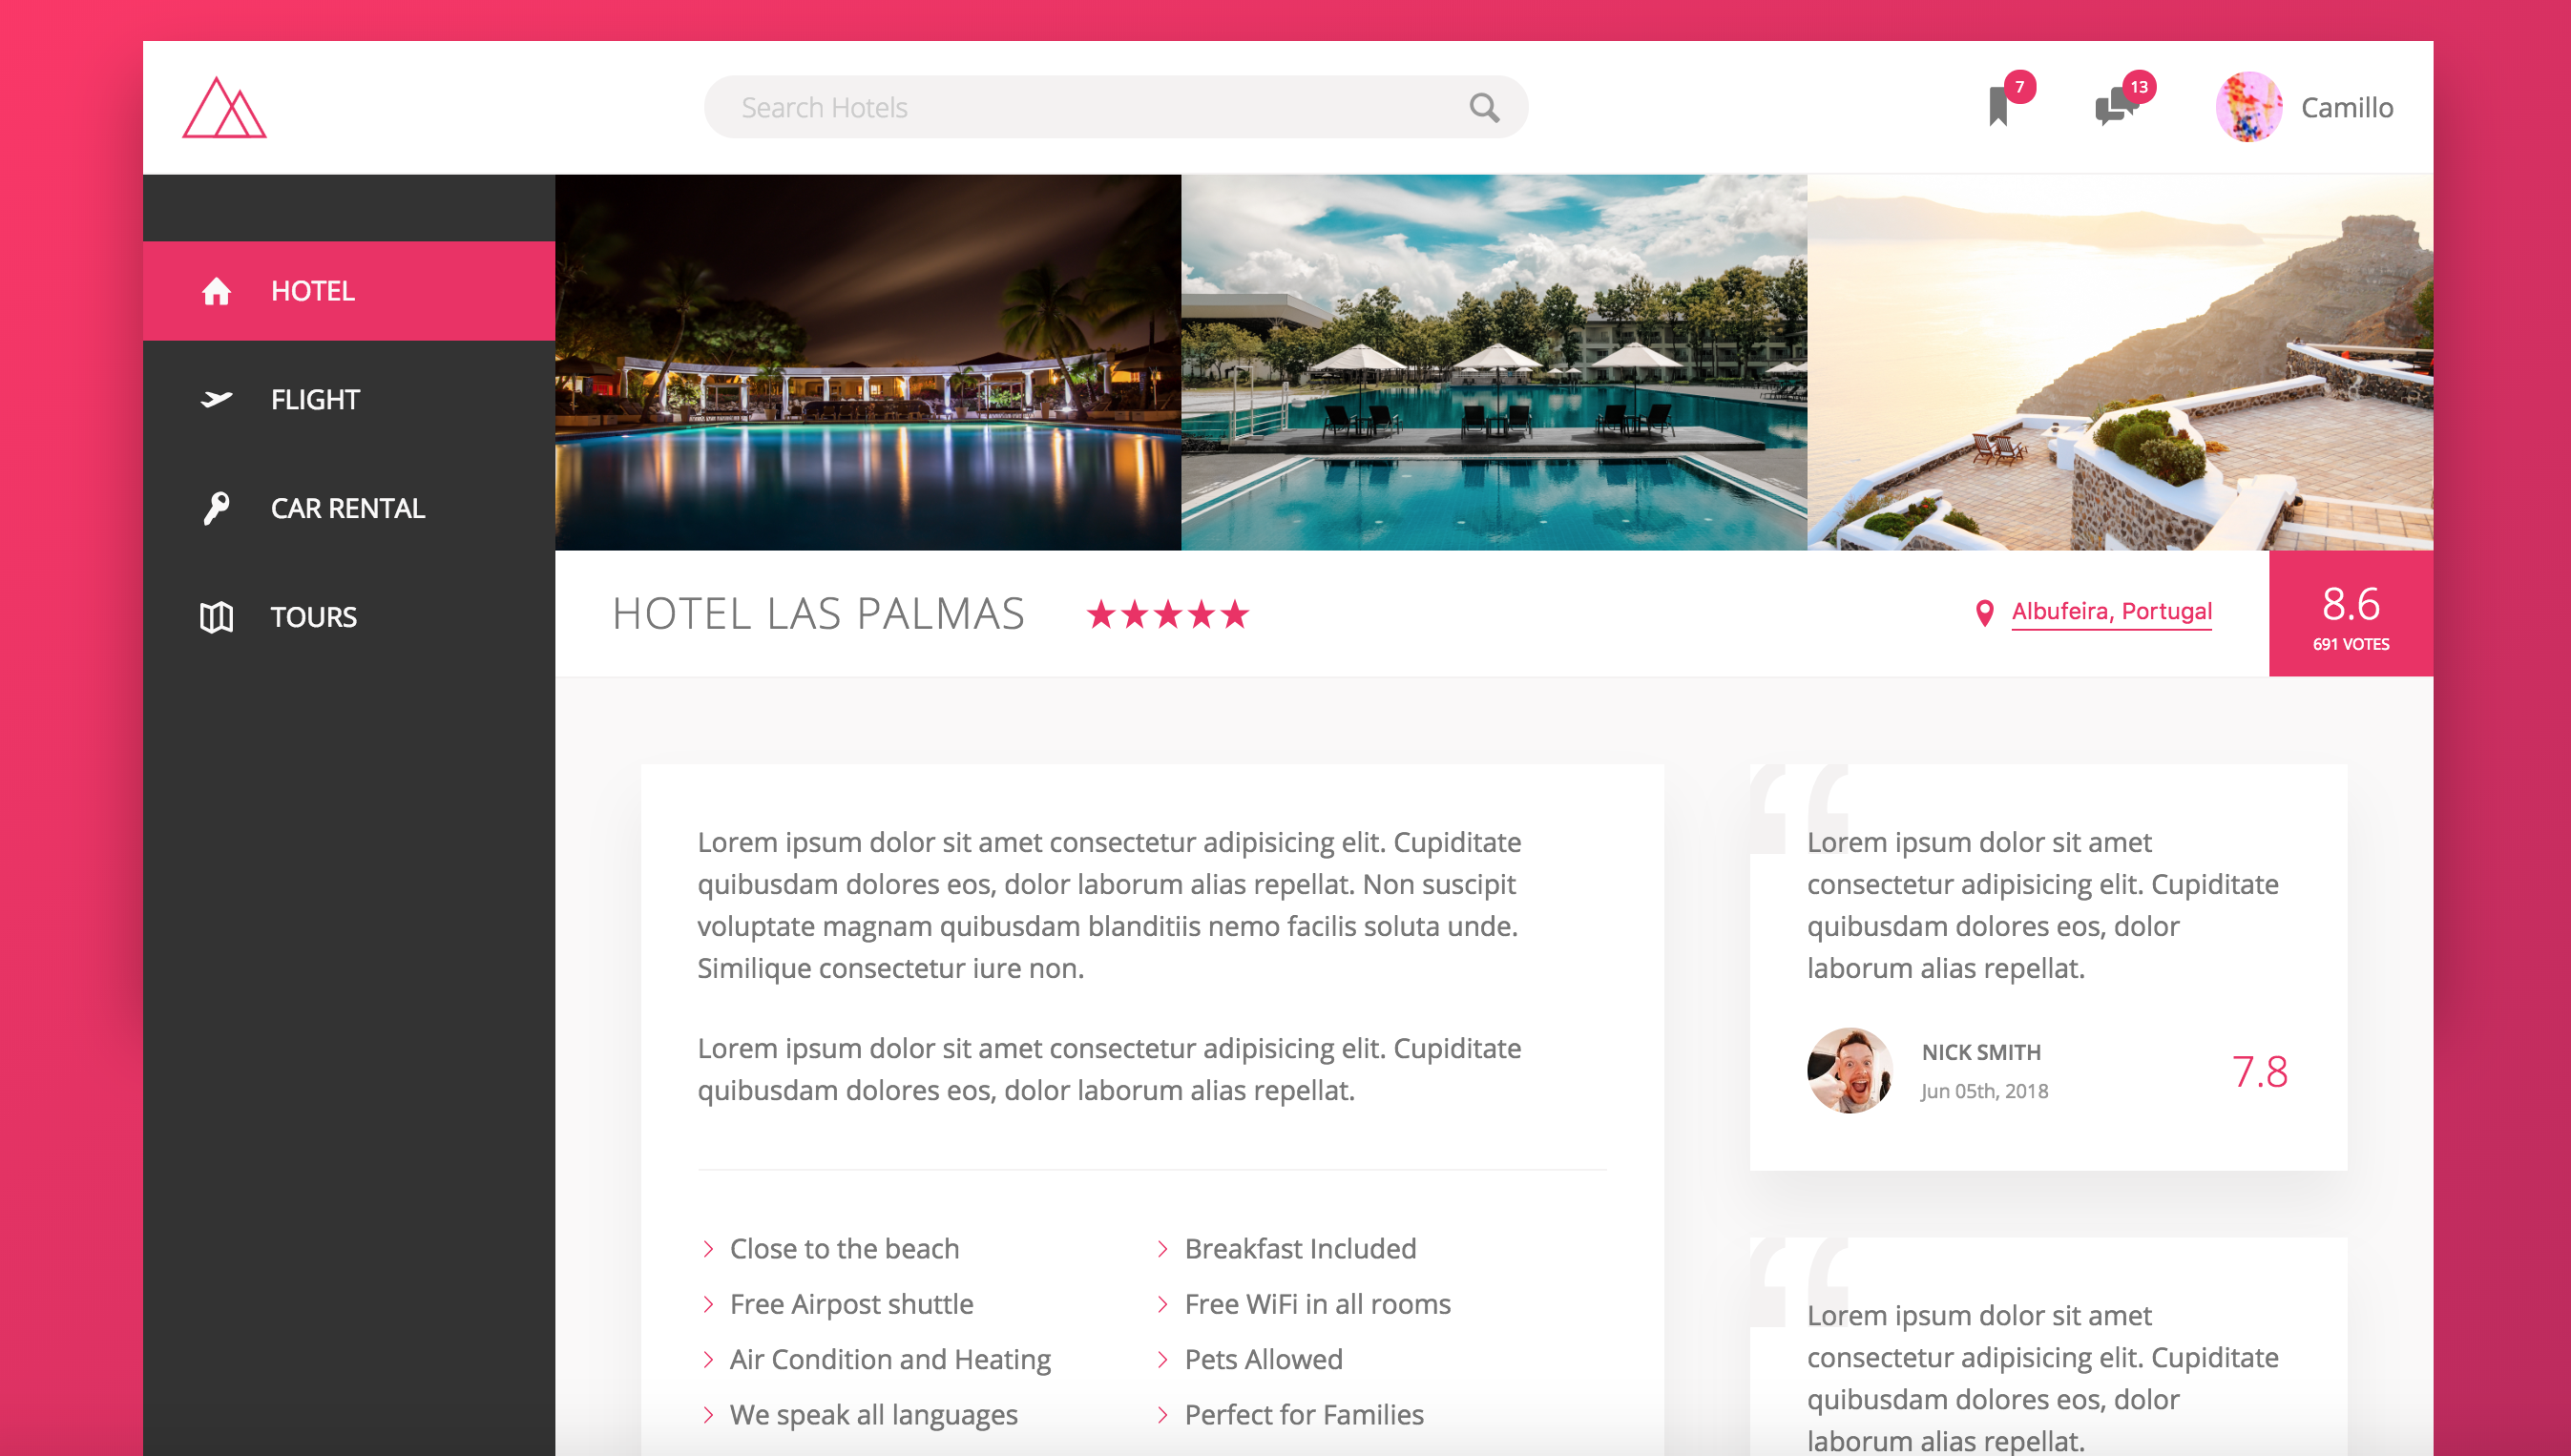 Search Hotels
7
13
Camillo
HOTEL
FLIGHT
CAR RENTAL
TOURS
HOTEL LAS PALMAS
Albufeira, Portugal
8.6
691 VOTES
Lorem ipsum dolor sit amet consectetur adipisicing elit. Cupiditate
quibusdam dolores eos, dolor laborum alias repellat. Non suscipit
voluptate magnam quibusdam blanditiis nemo facilis soluta unde.
Similique consectetur iure non.
Lorem ipsum dolor sit amet consectetur adipisicing elit. Cupiditate
quibusdam dolores eos, dolor laborum alias repellat.
Close to the beach
Free Airpost shuttle
Air Condition and Heating
We speak all languages
Breakfast Included
Free WiFi in all rooms
Pets Allowed
Perfect for Families
“
Lorem ipsum dolor sit amet
consectetur adipisicing elit. Cupiditate
quibusdam dolores eos, dolor
laborum alias repellat.
NICK SMITH
Jun 05th, 2018
7.8
“
Lorem ipsum dolor sit amet
consectetur adipisicing elit. Cupiditate
quibusdam dolores eos, dolor
laborum alias repellat.